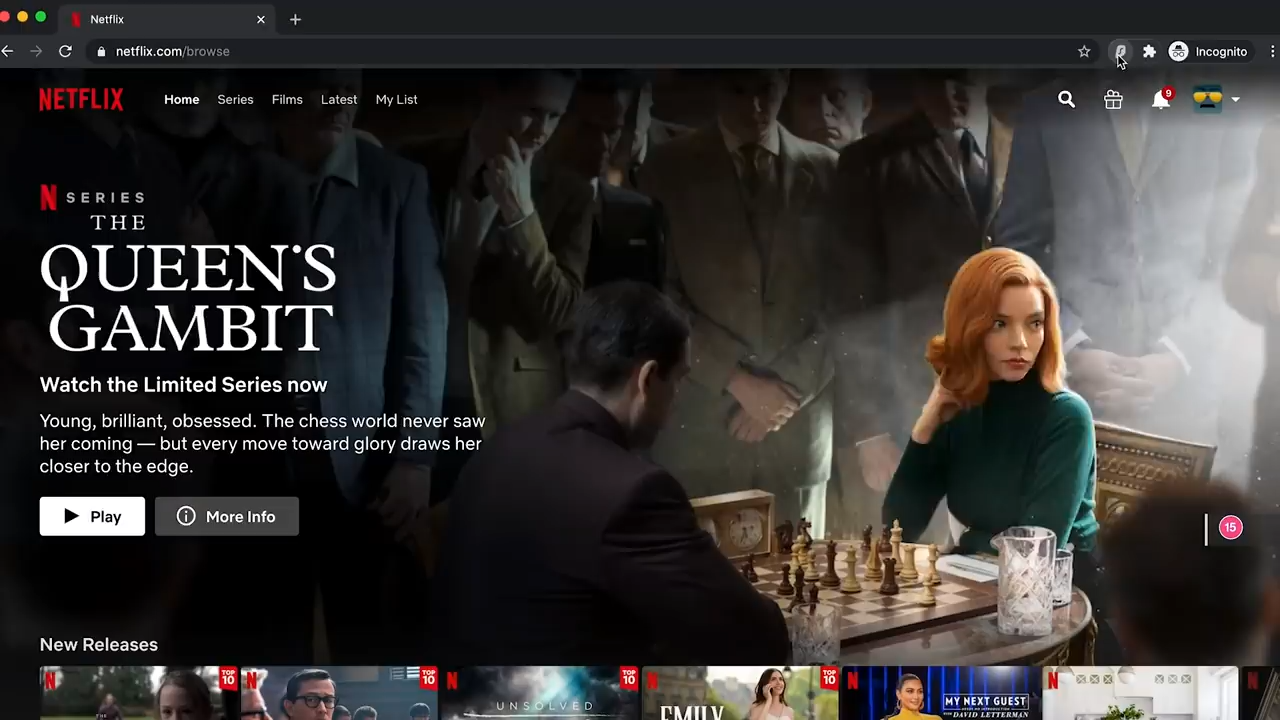 Netflix
netflix.com/browse
Incognito
NETFLIX
Home
Series
Films
Latest
My List
9
N SERIES
THE
QUEEN'S
GAMBIT
Watch the Limited Series now
Young, brilliant, obsessed. The chess world never saw
her coming — but every move toward glory draws her
closer to the edge.
Play
More Info
15
New Releases
N
TOP
10
N
TOP
10
N
UNSOLVED
TOP
10
N
EMILY
TOP
10
N
MY NEXT GUEST
WITH DAVID LETTERMAN
N